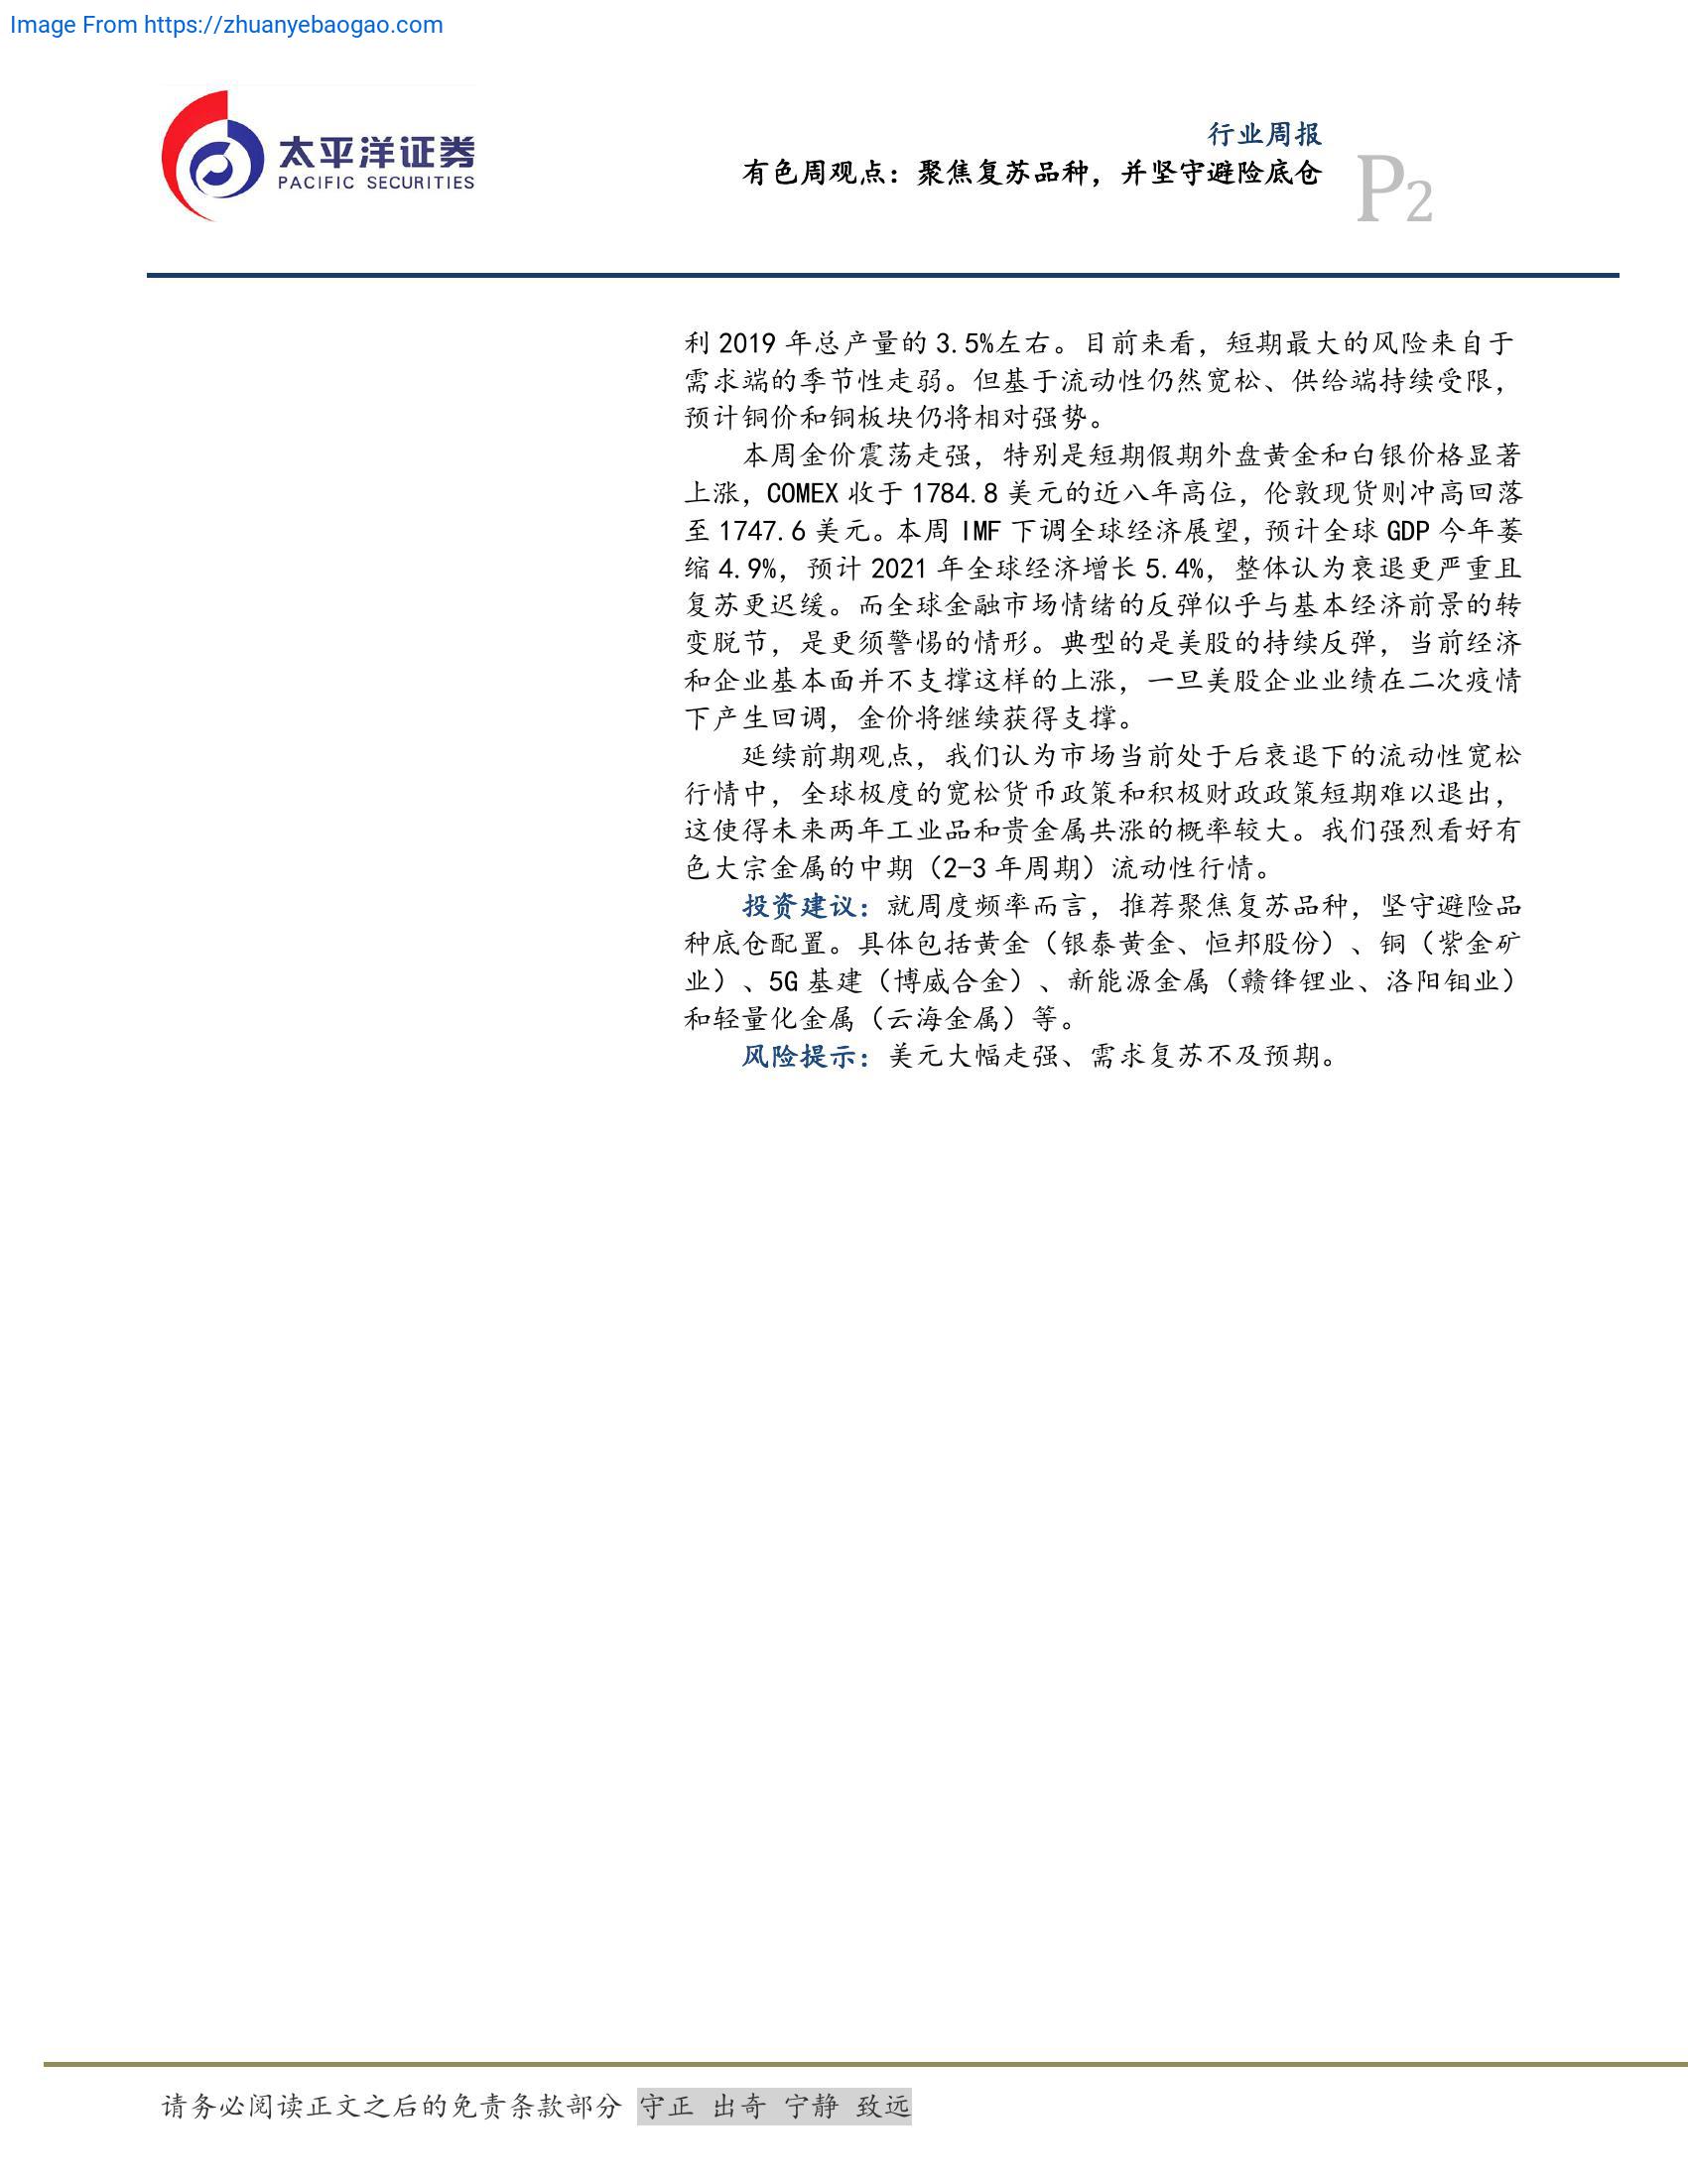 Image From https://zhuanyebaogao.com
太平洋证券
PACIFIC SECURITIES
行业周报
有色周观点：聚焦复苏品种，并坚守避险底仓
P2
利 2019 年总产量的 3.5%左右。目前来看，短期最大的风险来自于
需求端的季节性走弱。但基于流动性仍然宽松、供给端持续受限，
预计铜价和铜板块仍将相对强势。
本周金价震荡走强，特别是短期假期外盘黄金和白银价格显著
上涨，COMEX 收于 1784.8 美元的近八年高位，伦敦现货则冲高回落
至 1747.6 美元。本周 IMF 下调全球经济展望，预计全球 GDP 今年萎
缩 4.9%，预计 2021 年全球经济增长 5.4%，整体认为衰退更严重且
复苏更迟缓。而全球金融市场情绪的反弹似乎与基本经济前景的转
变脱节，是更须警惕的情形。典型的是美股的持续反弹，当前经济
和企业基本面并不支撑这样的上涨，一旦美股企业业绩在二次疫情
下产生回调，金价将继续获得支撑。
延续前期观点，我们认为市场当前处于后衰退下的流动性宽松
行情中，全球极度的宽松货币政策和积极财政政策短期难以退出，
这使得未来两年工业品和贵金属共涨的概率较大。我们强烈看好有
色大宗金属的中期（2-3 年周期）流动性行情。
投资建议：就周度频率而言，推荐聚焦复苏品种，坚守避险品
种底仓配置。具体包括黄金（银泰黄金、恒邦股份）、铜（紫金矿
业）、5G 基建（博威合金）、新能源金属（赣锋锂业、洛阳钼业）
和轻量化金属（云海金属）等。
风险提示：美元大幅走强、需求复苏不及预期。
请务必阅读正文之后的免责条款部分 守正 出奇 宁静 致远